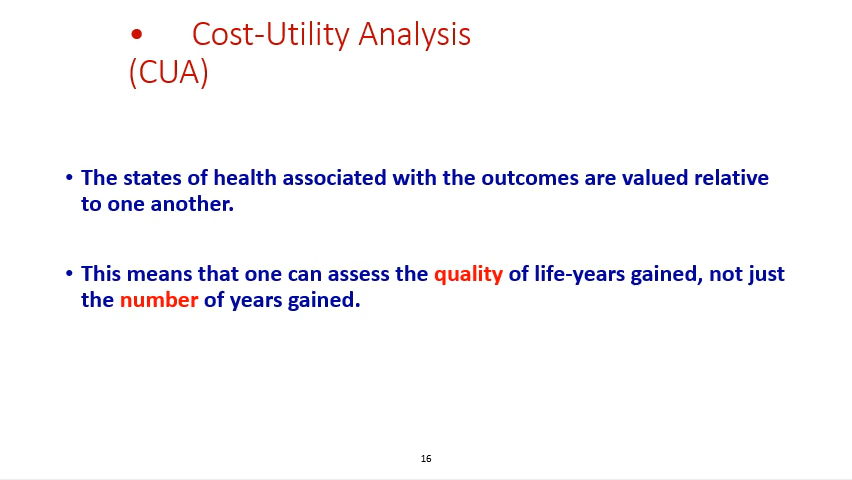 • Cost-Utility Analysis
(CUA)
• The states of health associated with the outcomes are valued relative
to one another.
• This means that one can assess the quality of life-years gained, not just
the number of years gained.
16